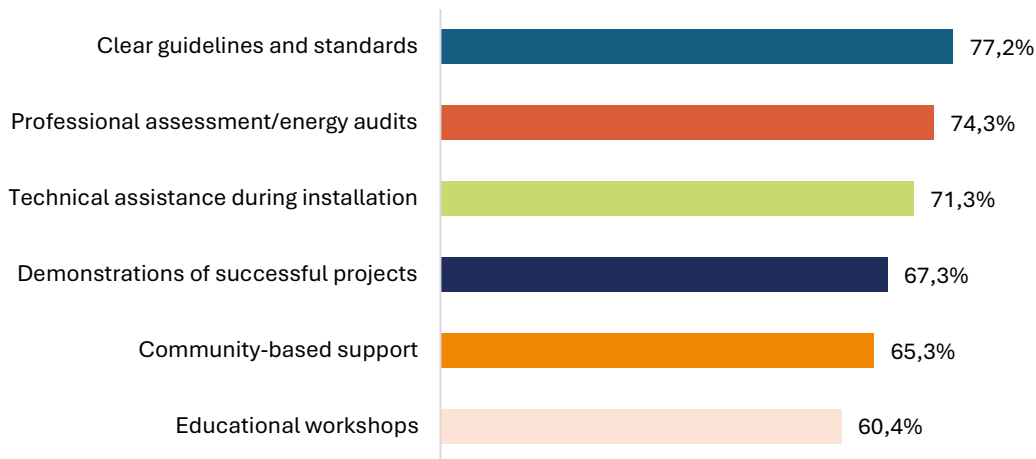 Clear guidelines and standards 77,2%
Professional assessment/energy audits 74,3%
Technical assistance during installation 71,3%
Demonstrations of successful projects 67,3%
Community-based support 65,3%
Educational workshops 60,4%